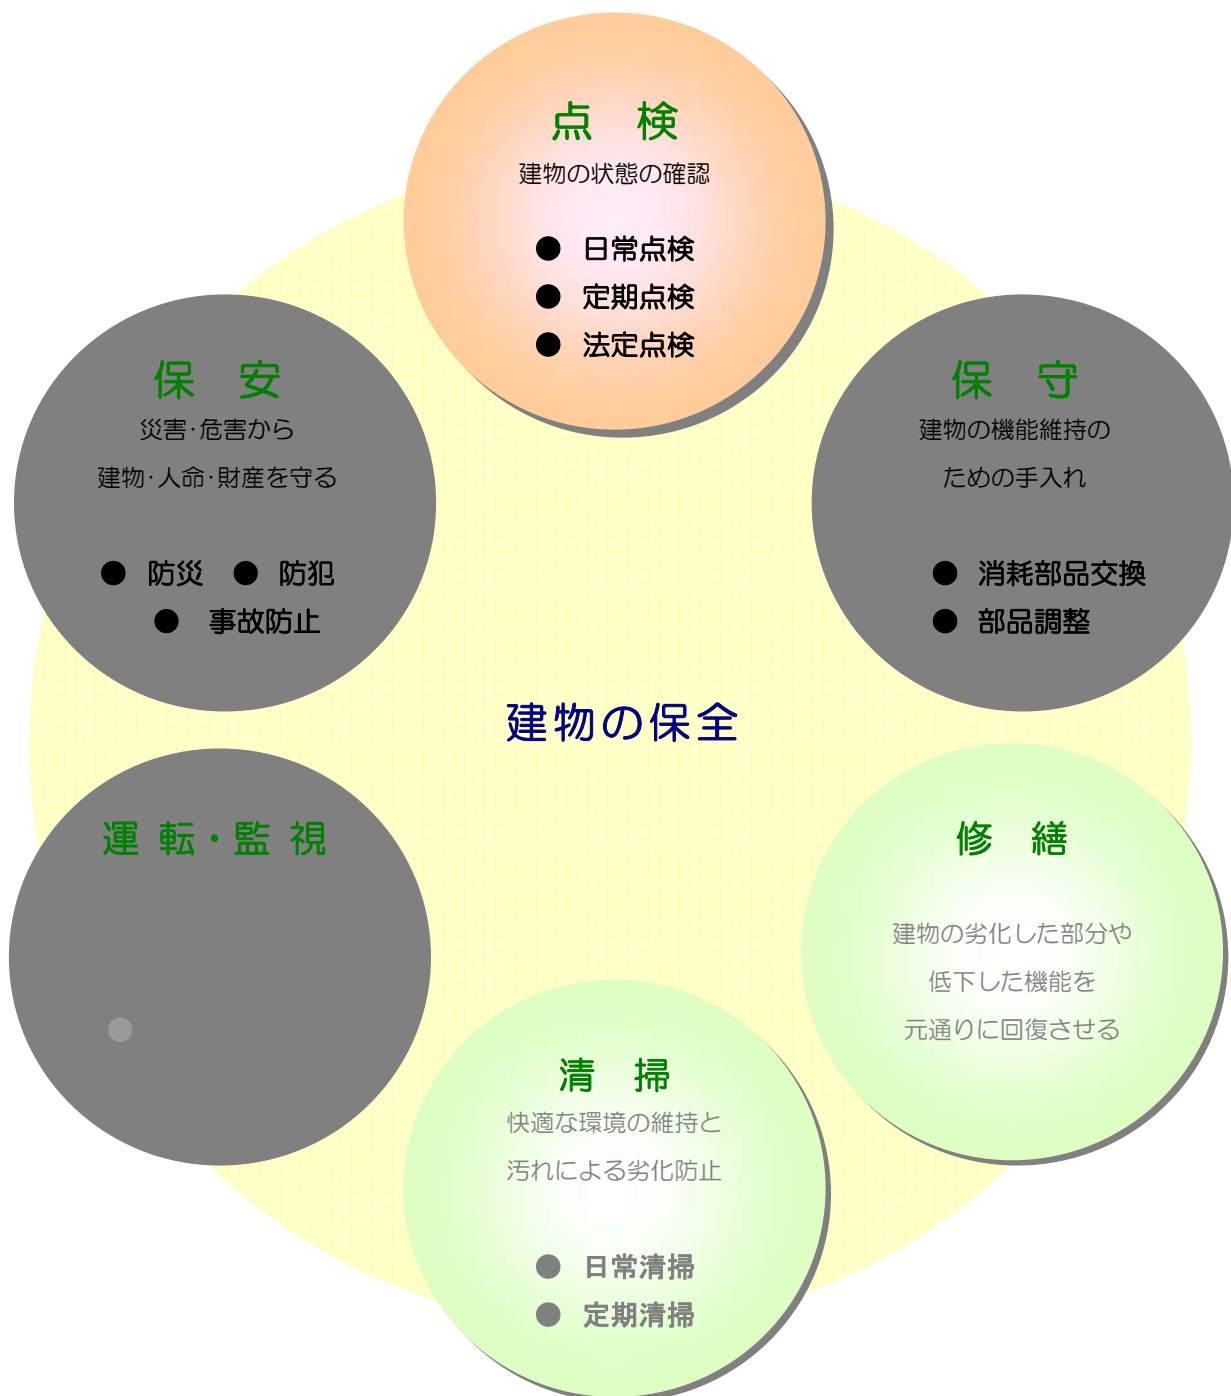 点 検
建物の状態の確認
● 日常点検
● 定期点検
● 法定点検
保 安
災害・危害から
建物・人命・財産を守る
● 防災 ● 防犯
● 事故防止
保 守
建物の機能維持の
ための手入れ
● 消耗部品交換
● 部品調整
建物の保全
運 転・監 視
●
修 繕
建物の劣化した部分や
低下した機能を
元通りに回復させる
清 掃
快適な環境の維持と
汚れによる劣化防止
● 日常清掃
● 定期清掃